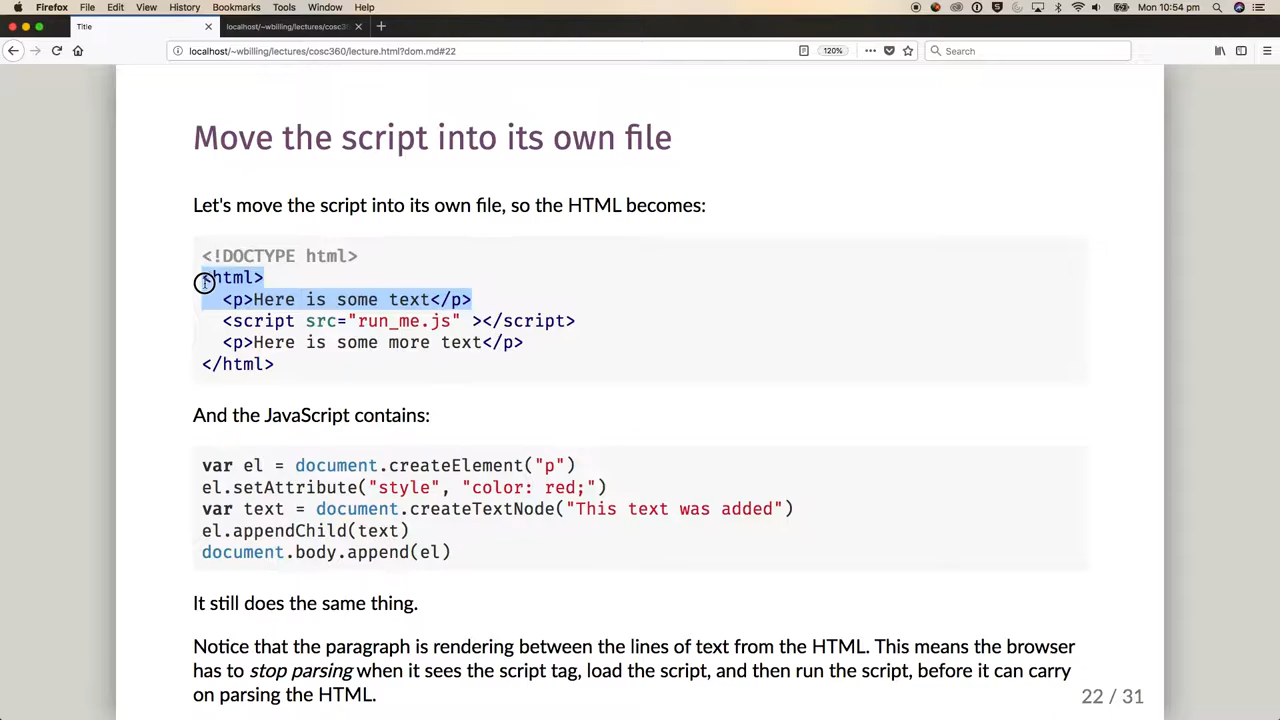 Firefox File Edit View History Bookmarks Tools Window Help Mon 10:54 pm
Title localhost/~wbilling/lectures/cosc36
localhost/~wbilling/lectures/cosc360/lecture.html?dom.md#22 120% Search
Move the script into its own file
Let's move the script into its own file, so the HTML becomes:
<!DOCTYPE html>
<html>
<p>Here is some text</p>
<script src="run_me.js" ></script>
<p>Here is some more text</p>
</html>
And the JavaScript contains:
var el = document.createElement("p")
el.setAttribute("style", "color: red;")
var text = document.createTextNode("This text was added")
el.appendChild(text)
document.body.append(el)
It still does the same thing.
Notice that the paragraph is rendering between the lines of text from the HTML. This means the browser
has to stop parsing when it sees the script tag, load the script, and then run the script, before it can carry
on parsing the HTML.
22 / 31